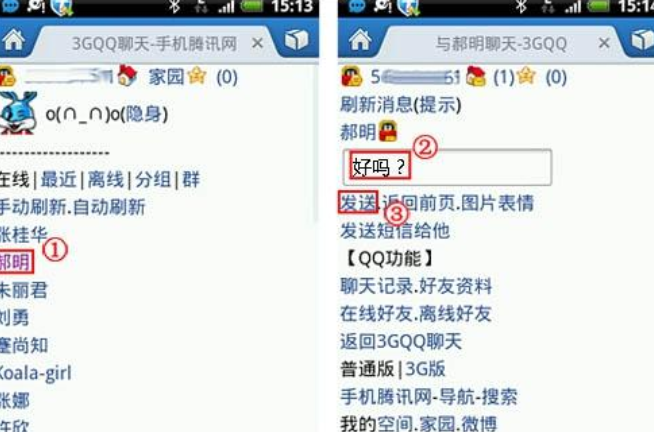 15:13
3GQQ聊天-手机腾讯网 ×
家园 (0)
o(∩_∩)o(隐身)
------------------
在线|最近|离线|分组|群
手动刷新.自动刷新
张桂华
①
郝明
朱丽君
刘勇
蹇尚知
Koala-girl
张娜
许欣
15:14
与郝明聊天-3GQQ ×
(1) (0)
刷新消息(提示)
郝明
②
好吗？
发送.返回前页.图片表情
③
发送短信给他
【QQ功能】
聊天记录.好友资料
在线好友.离线好友
返回3GQQ聊天
普通版|3G版
手机腾讯网-导航-搜索
我的空间.家园.微博